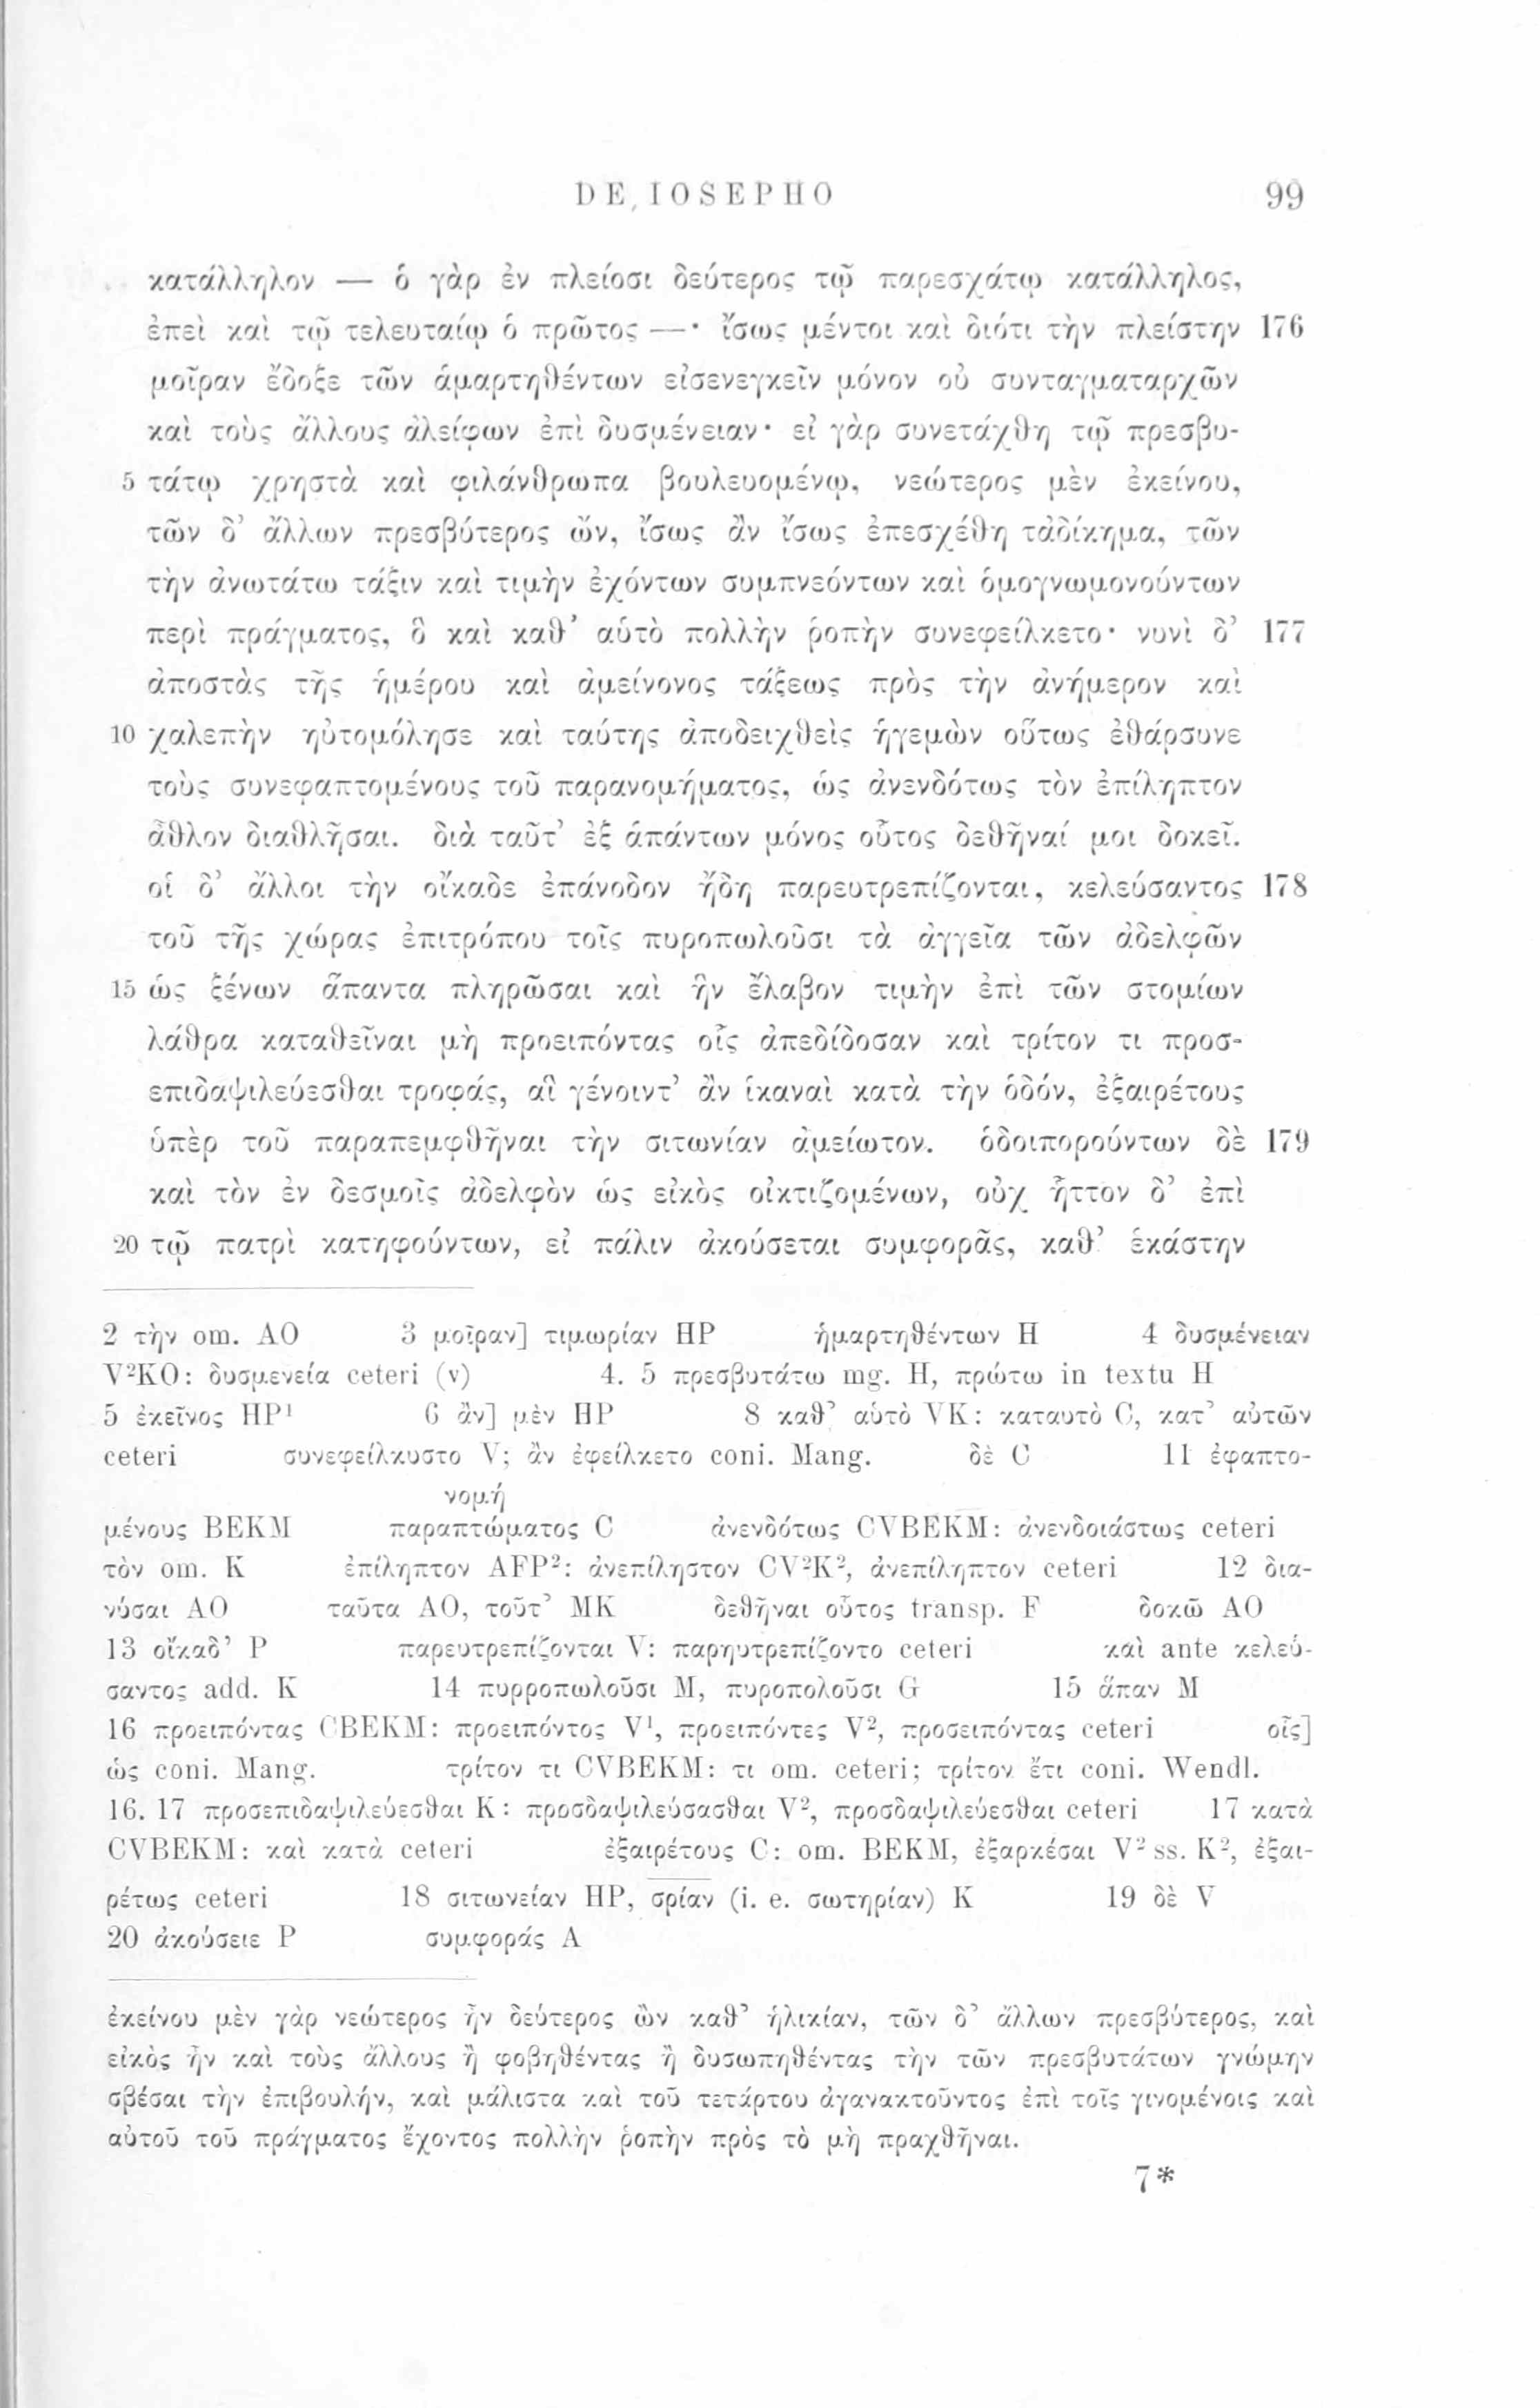 DE IOSEPHO 99
κατάλληλον — ὁ γὰρ ἐν πλείοσι δεύτερος τῷ παρεσχάτῳ κατάλληλος,
ἐπεὶ καὶ τῷ τελευταίῳ ὁ πρῶτος —· ἴσως μέντοι καὶ διότι τὴν πλείστην 176
μοῖραν ἔδοξε τῶν ἁμαρτηθέντων εἰσενεγκεῖν μόνον οὐ συνταγματαρχῶν
καὶ τοὺς ἄλλους ἀλείφων ἐπὶ δυσμένειαν· εἰ γὰρ συνετάχθη τῷ πρεσβυ-
5 τάτῳ χρηστὰ καὶ φιλάνθρωπα βουλευομένῳ, νεώτερος μὲν ἐκείνου,
τῶν δ’ ἄλλων πρεσβύτερος ὤν, ἴσως ἂν ἴσως ἐπεσχέθη τἀδίκημα, τῶν
τὴν ἀνωτάτω τάξιν καὶ τιμὴν ἐχόντων συμπνεόντων καὶ ὁμογνωμονούντων
περὶ πράγματος, ὃ καὶ καθ’ αὑτὸ πολλὴν ῥοπὴν συνεφείλκετο· νυνὶ δ’ 177
ἀποστὰς τῆς ἡμέρου καὶ ἀμείνονος τάξεως πρὸς τὴν ἀνήμερον καὶ
10 χαλεπὴν ηὐτομόλησε καὶ ταύτης ἀποδειχθεὶς ἡγεμὼν οὕτως ἐθάρσυνε
τοὺς συνεφαπτομένους τοῦ παρανομήματος, ὡς ἀνενδότως τὸν ἐπίληπτον
ἆθλον διαθλῆσαι. διὰ ταῦτ’ ἐξ ἁπάντων μόνος οὗτος δεθῆναί μοι δοκεῖ.
οἱ δ’ ἄλλοι τὴν οἴκαδε ἐπάνοδον ἤδη παρευτρεπίζονται, κελεύσαντος 178
τοῦ τῆς χώρας ἐπιτρόπου τοῖς πυροπωλοῦσι τὰ ἀγγεῖα τῶν ἀδελφῶν
15 ὡς ξένων ἅπαντα πληρῶσαι καὶ ἣν ἔλαβον τιμὴν ἐπὶ τῶν στομίων
λάθρα καταθεῖναι μὴ προειπόντας οἷς ἀπεδίδοσαν καὶ τρίτον τι προσ-
επιδαψιλεύεσθαι τροφάς, αἳ γένοιντ’ ἂν ἱκαναὶ κατὰ τὴν ὁδόν, ἐξαιρέτους
ὑπὲρ τοῦ παραπεμφθῆναι τὴν σιτωνίαν ἀμείωτον. ὁδοιπορούντων δὲ 179
καὶ τὸν ἐν δεσμοῖς ἀδελφὸν ὡς εἰκὸς οἰκτιζομένων, οὐχ ἧττον δ’ ἐπὶ
20 τῷ πατρὶ κατηφούντων, εἰ πάλιν ἀκούσεται συμφορᾶς, καθ’ ἑκάστην
2 τὴν om. AO 3 μοῖραν] τιμωρίαν HP ἡμαρτηθέντων H 4 δυσμένειαν
V²KO: δυσμενεία ceteri (v) 4. 5 πρεσβυτάτω mg. H, πρώτω in textu H
5 ἐκεῖνος HP¹ 6 ἂν] μὲν HP 8 καθ’ αὑτὸ VK: καταυτὸ C, κατ’ αὐτῶν
ceteri συνεφείλκυστο V; ἂν ἐφείλκετο coni. Mang. δὲ C 11 ἐφαπτο-
νομή
μένους BEKM παραπτώματος C ἀνενδότως CVBEKM: ἀνενδοιάστως ceteri
τὸν om. K ἐπίληπτον AFP²: ἀνεπίληστον CV²K², ἀνεπίληπτον ceteri 12 δια-
νύσαι AO ταῦτα AO, τοῦτ’ MK δεθῆναι οὗτος transp. F δοκῶ AO
13 οἴκαδ’ P παρευτρεπίζονται V: παρηυτρεπίζοντο ceteri καὶ ante κελεύ-
σαντος add. K 14 πυρροπωλοῦσι M, πυροπολοῦσι G 15 ἅπαν M
16 προειπόντας CBEKM: προειπόντος V¹, προειπόντες V², προσειπόντας ceteri οἷς]
ὡς coni. Mang. τρίτον τι CVBEKM: τι om. ceteri; τρίτον ἔτι coni. Wendl.
16. 17 προσεπιδαψιλεύεσθαι K: προσδαψιλεύσασθαι V², προσδαψιλεύεσθαι ceteri 17 κατὰ
CVBEKM: καὶ κατὰ ceteri ἐξαιρέτους C: om. BEKM, ἐξαρκέσαι V² ss. K², ἐξαι-
ρέτως ceteri 18 σιτωνείαν HP, σρίαν (i. e. σωτηρίαν) K 19 δὲ V
20 ἀκούσειε P συμφοράς A
ἐκείνου μὲν γὰρ νεώτερος ἦν δεύτερος ὢν καθ’ ἡλικίαν, τῶν δ’ ἄλλων πρεσβύτερος, καὶ
εἰκὸς ἦν καὶ τοὺς ἄλλους ἢ φοβηθέντας ἢ δυσωπηθέντας τὴν τῶν πρεσβυτάτων γνώμην
σβέσαι τὴν ἐπιβουλήν, καὶ μάλιστα καὶ τοῦ τετάρτου ἀγανακτοῦντος ἐπὶ τοῖς γινομένοις καὶ
αὐτοῦ τοῦ πράγματος ἔχοντος πολλὴν ῥοπὴν πρὸς τὸ μὴ πραχθῆναι.
7*